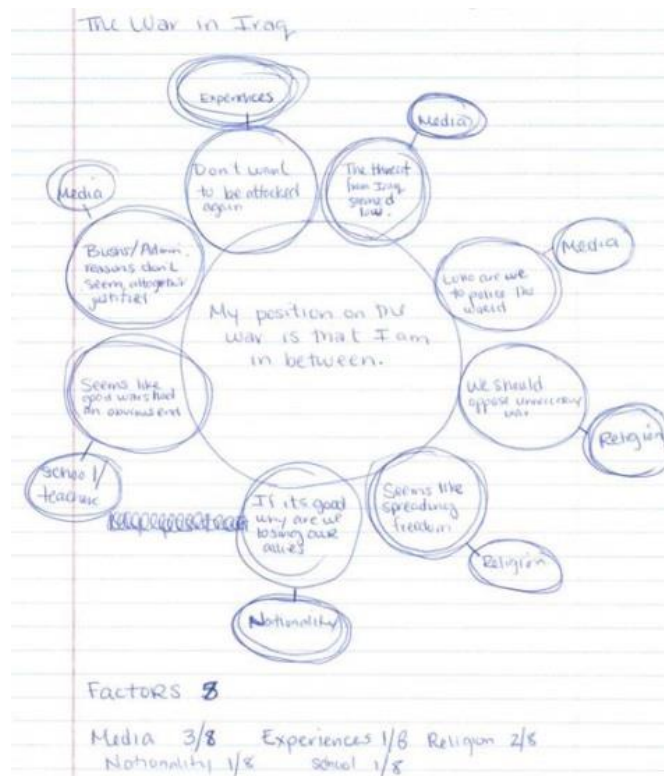 The War in Iraq
Experiences
Don't want
to be attacked
again
Media
The threat
from Iraq
seemed
low.
Media
Who are we
to police the
world
We should
oppose unnecessary
war
Religion
Seems like
spreading
freedom
Religion
If its good
why are we
losing our
allies
Nationality
Seems like
good wars had
an obvious end
School/
teacher
Media
Bush/Admin.
reasons don't
seem altogether
justified
My position on the
war is that I am
in between.
Factors 8
Media 3/8 Experiences 1/8 Religion 2/8
Nationality 1/8 School 1/8